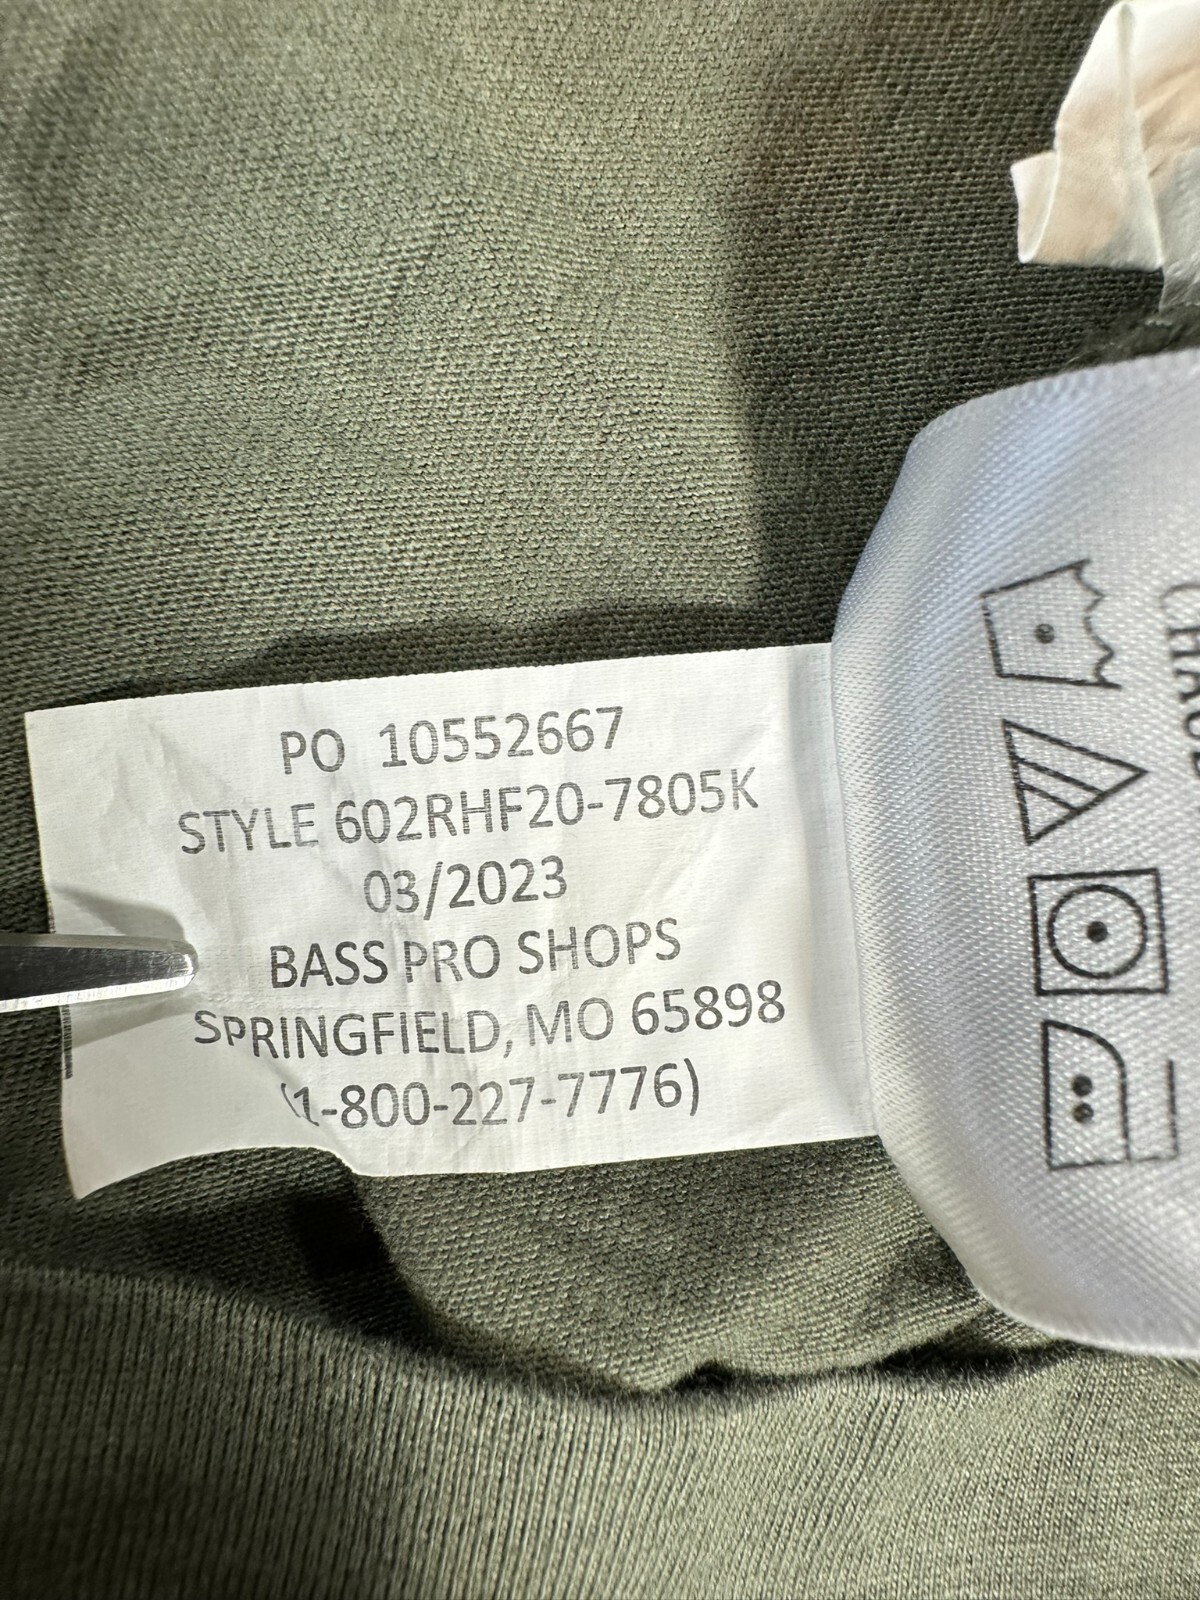 PO 10552667
STYLE 602RHF20-7805K
03/2023
BASS PRO SHOPS
SPRINGFIELD, MO 65898
(1-800-227-7776)